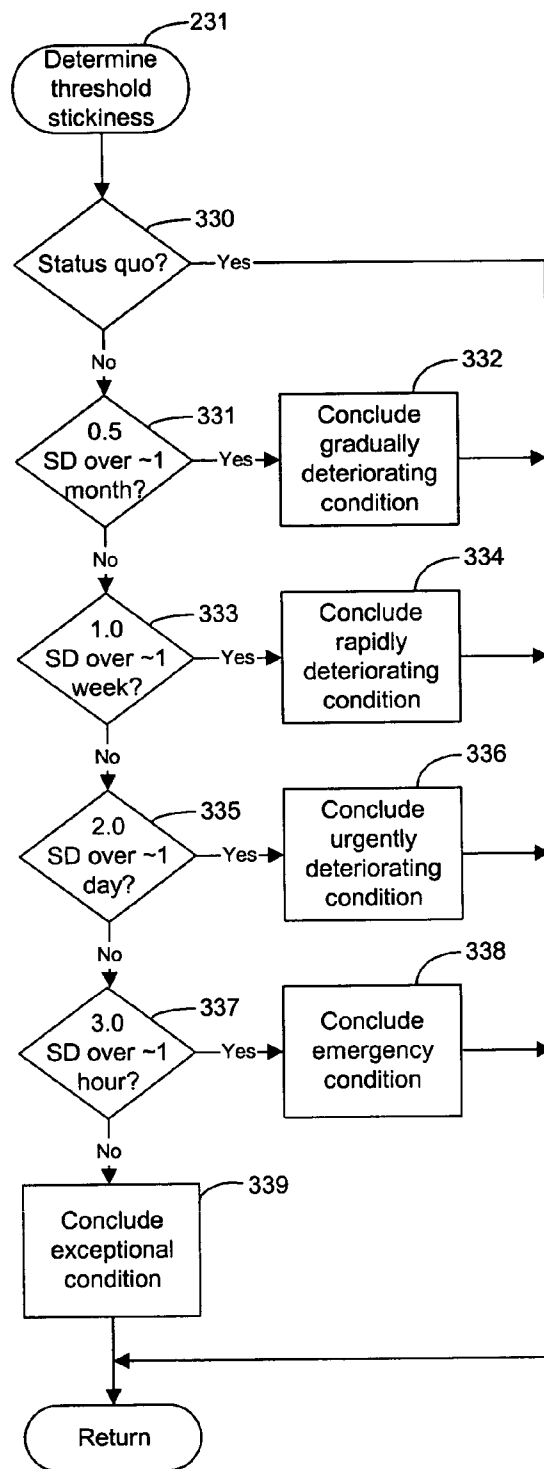 231
Determine
threshold
stickiness
330
Status quo?
Yes
No
331
0.5
SD over ~1
month?
Yes
332
Conclude
gradually
deteriorating
condition
No
333
1.0
SD over ~1
week?
Yes
334
Conclude
rapidly
deteriorating
condition
No
335
2.0
SD over ~1
day?
Yes
336
Conclude
urgently
deteriorating
condition
No
337
3.0
SD over ~1
hour?
Yes
338
Conclude
emergency
condition
No
339
Conclude
exceptional
condition
Return